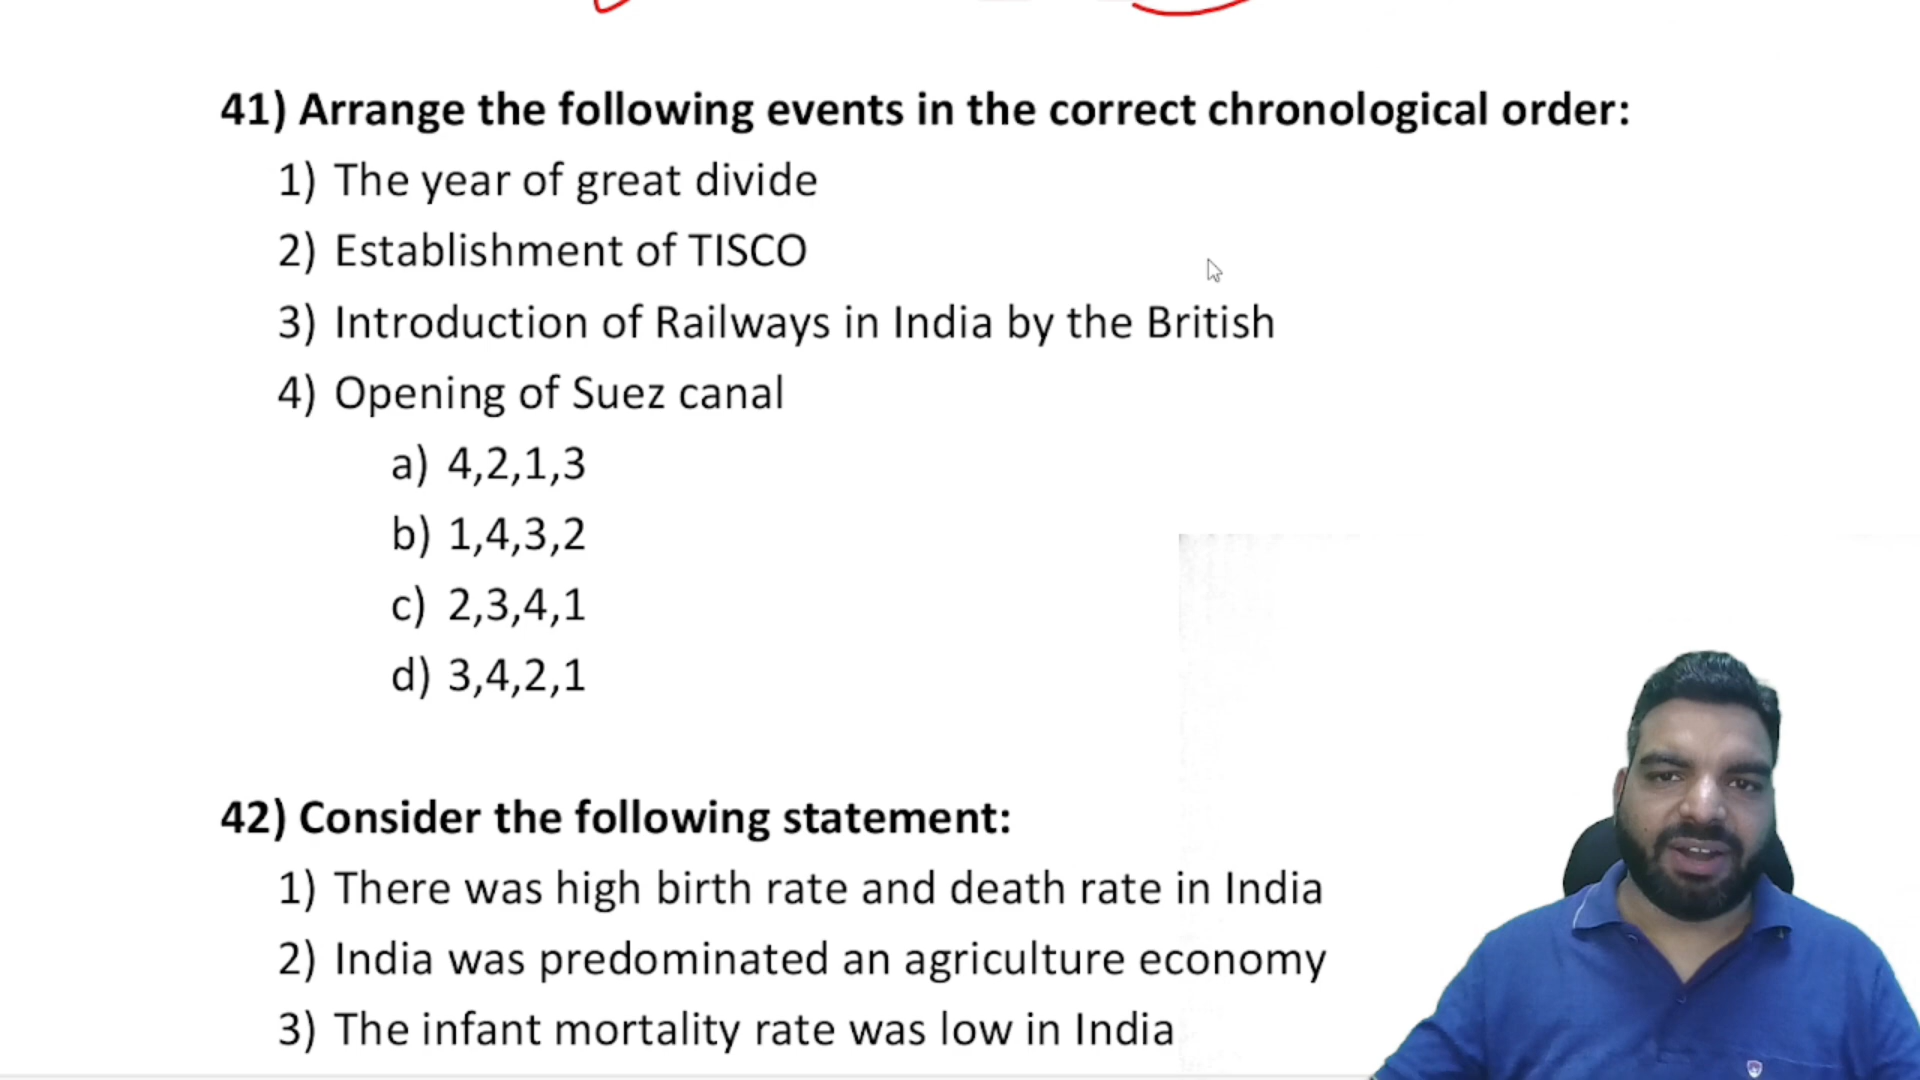 41) Arrange the following events in the correct chronological order:
1) The year of great divide
2) Establishment of TISCO
3) Introduction of Railways in India by the British
4) Opening of Suez canal
a) 4,2,1,3
b) 1,4,3,2
c) 2,3,4,1
d) 3,4,2,1
42) Consider the following statement:
1) There was high birth rate and death rate in India
2) India was predominated an agriculture economy
3) The infant mortality rate was low in India